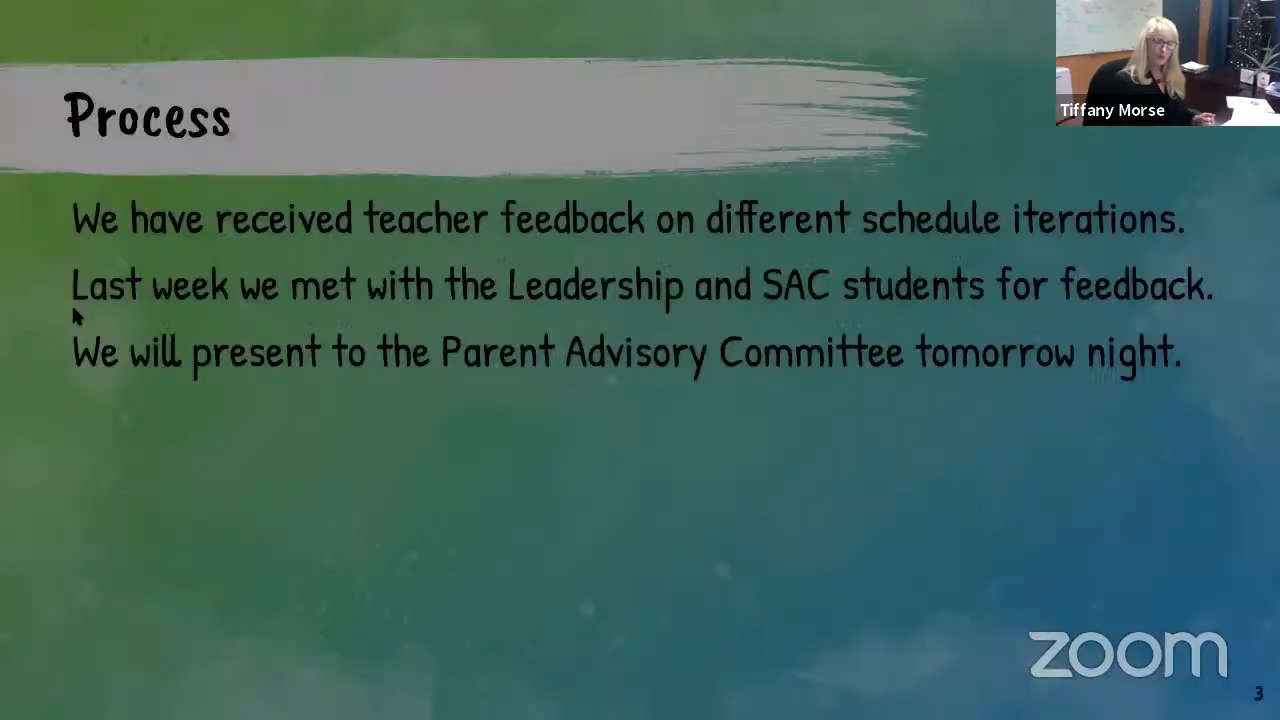 Process
Tiffany Morse
We have received teacher feedback on different schedule iterations.
Last week we met with the Leadership and SAC students for feedback.
We will present to the Parent Advisory Committee tomorrow night.
zoom
3